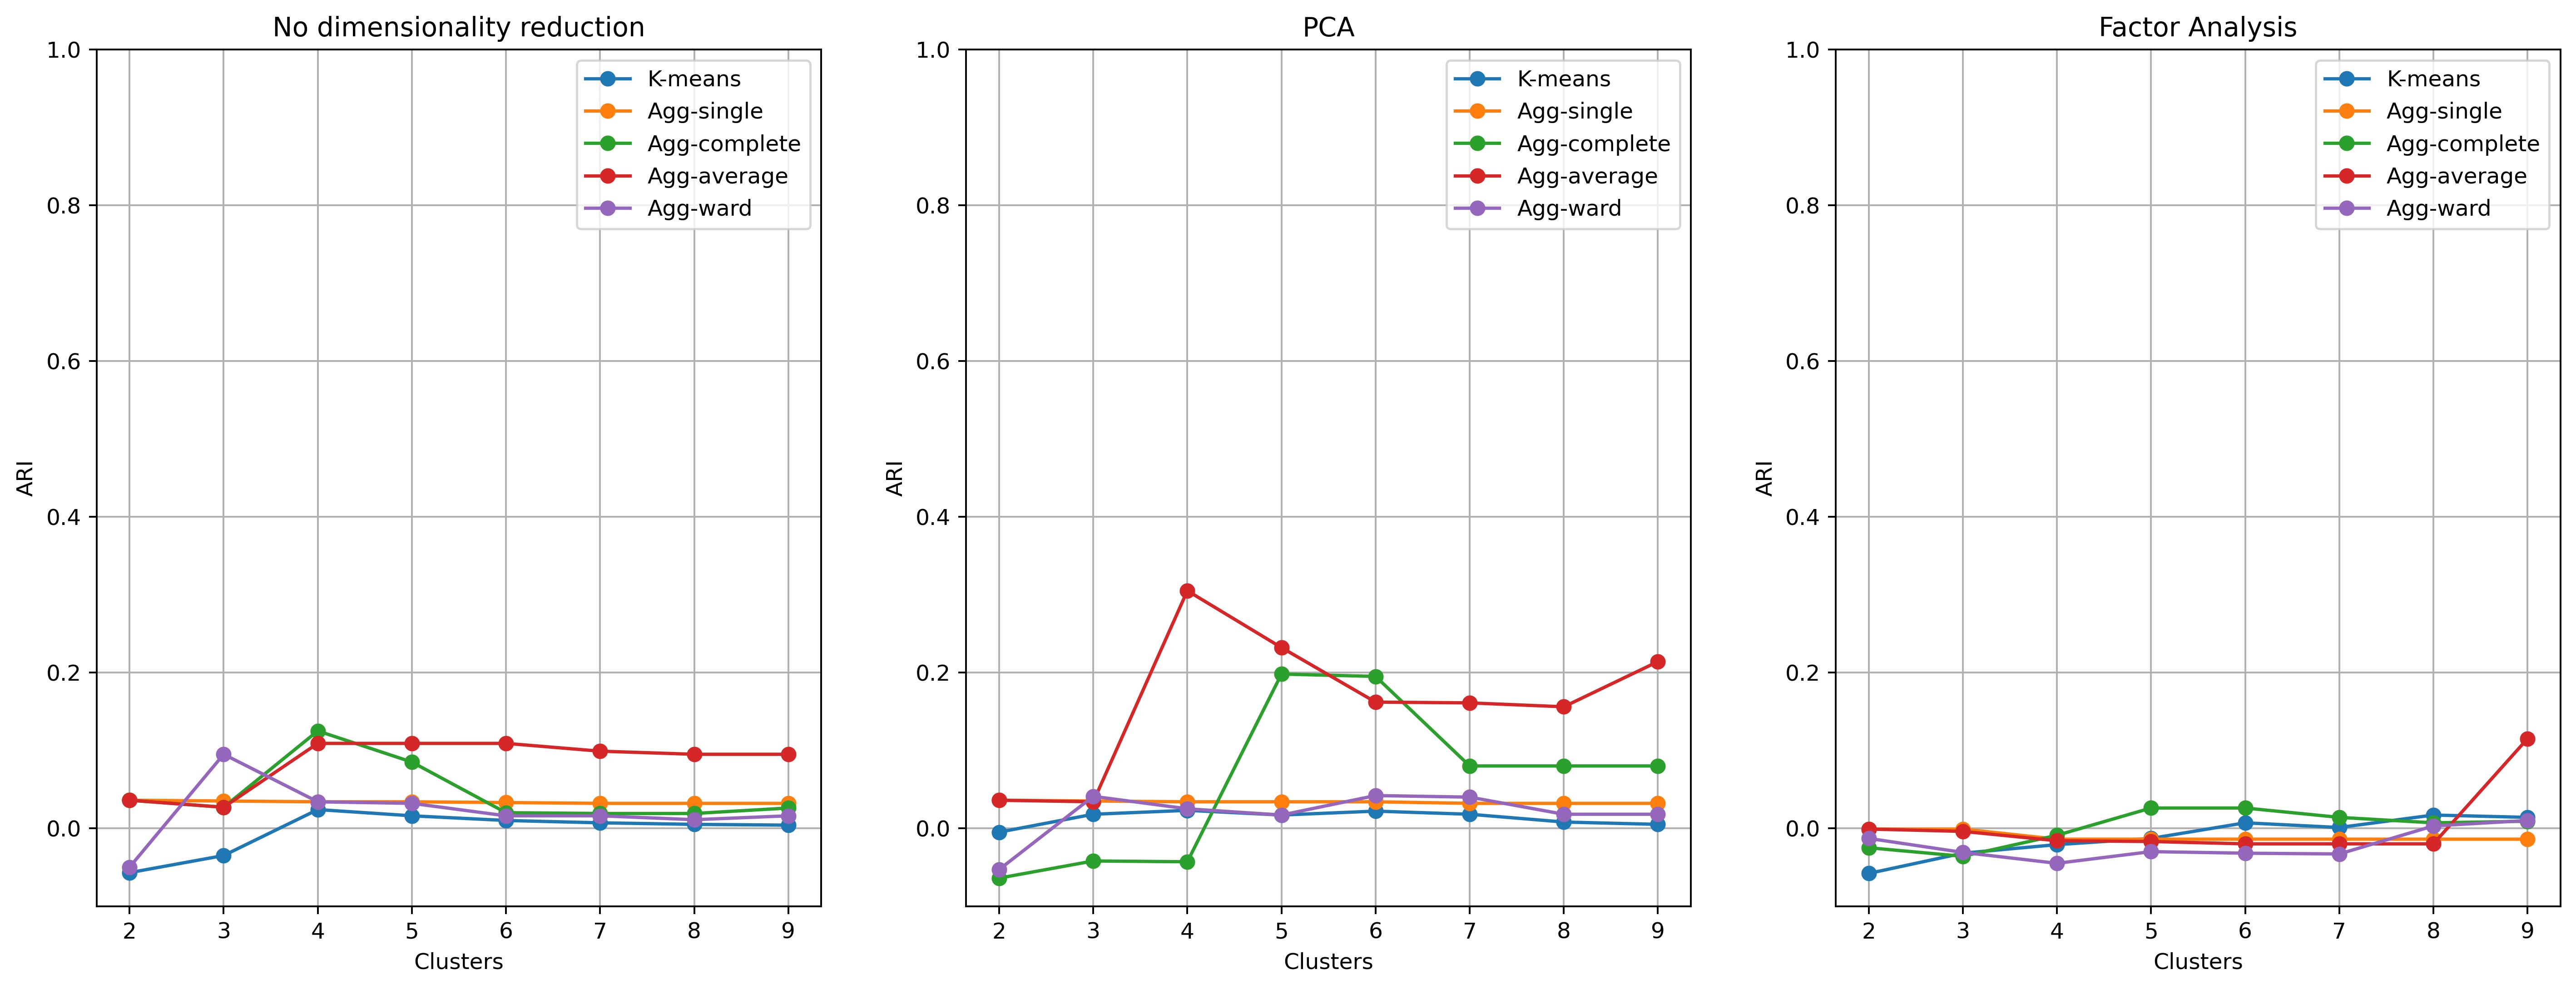 No dimensionality reduction
1.0
0.8
0.6
0.4
0.2
0.0
ARI
K-means
Agg-single
Agg-complete
Agg-average
Agg-ward
2 3 4 5 6 7 8 9
Clusters
PCA
1.0
0.8
0.6
0.4
0.2
0.0
ARI
K-means
Agg-single
Agg-complete
Agg-average
Agg-ward
2 3 4 5 6 7 8 9
Clusters
Factor Analysis
1.0
0.8
0.6
0.4
0.2
0.0
ARI
K-means
Agg-single
Agg-complete
Agg-average
Agg-ward
2 3 4 5 6 7 8 9
Clusters